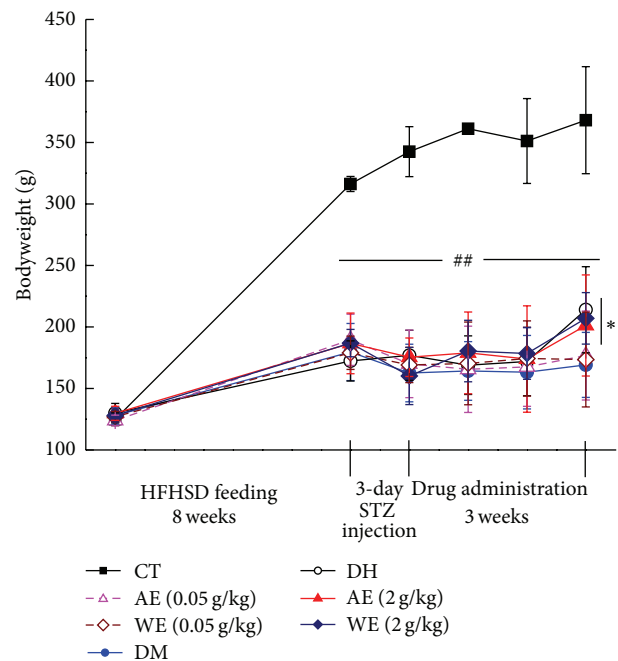 450
400
350
300
250
200
150
100
Bodyweight (g)
##
*
HFHSD feeding
8 weeks
3-day
STZ
injection
Drug administration
3 weeks
CT
AE (0.05 g/kg)
WE (0.05 g/kg)
DM
DH
AE (2 g/kg)
WE (2 g/kg)